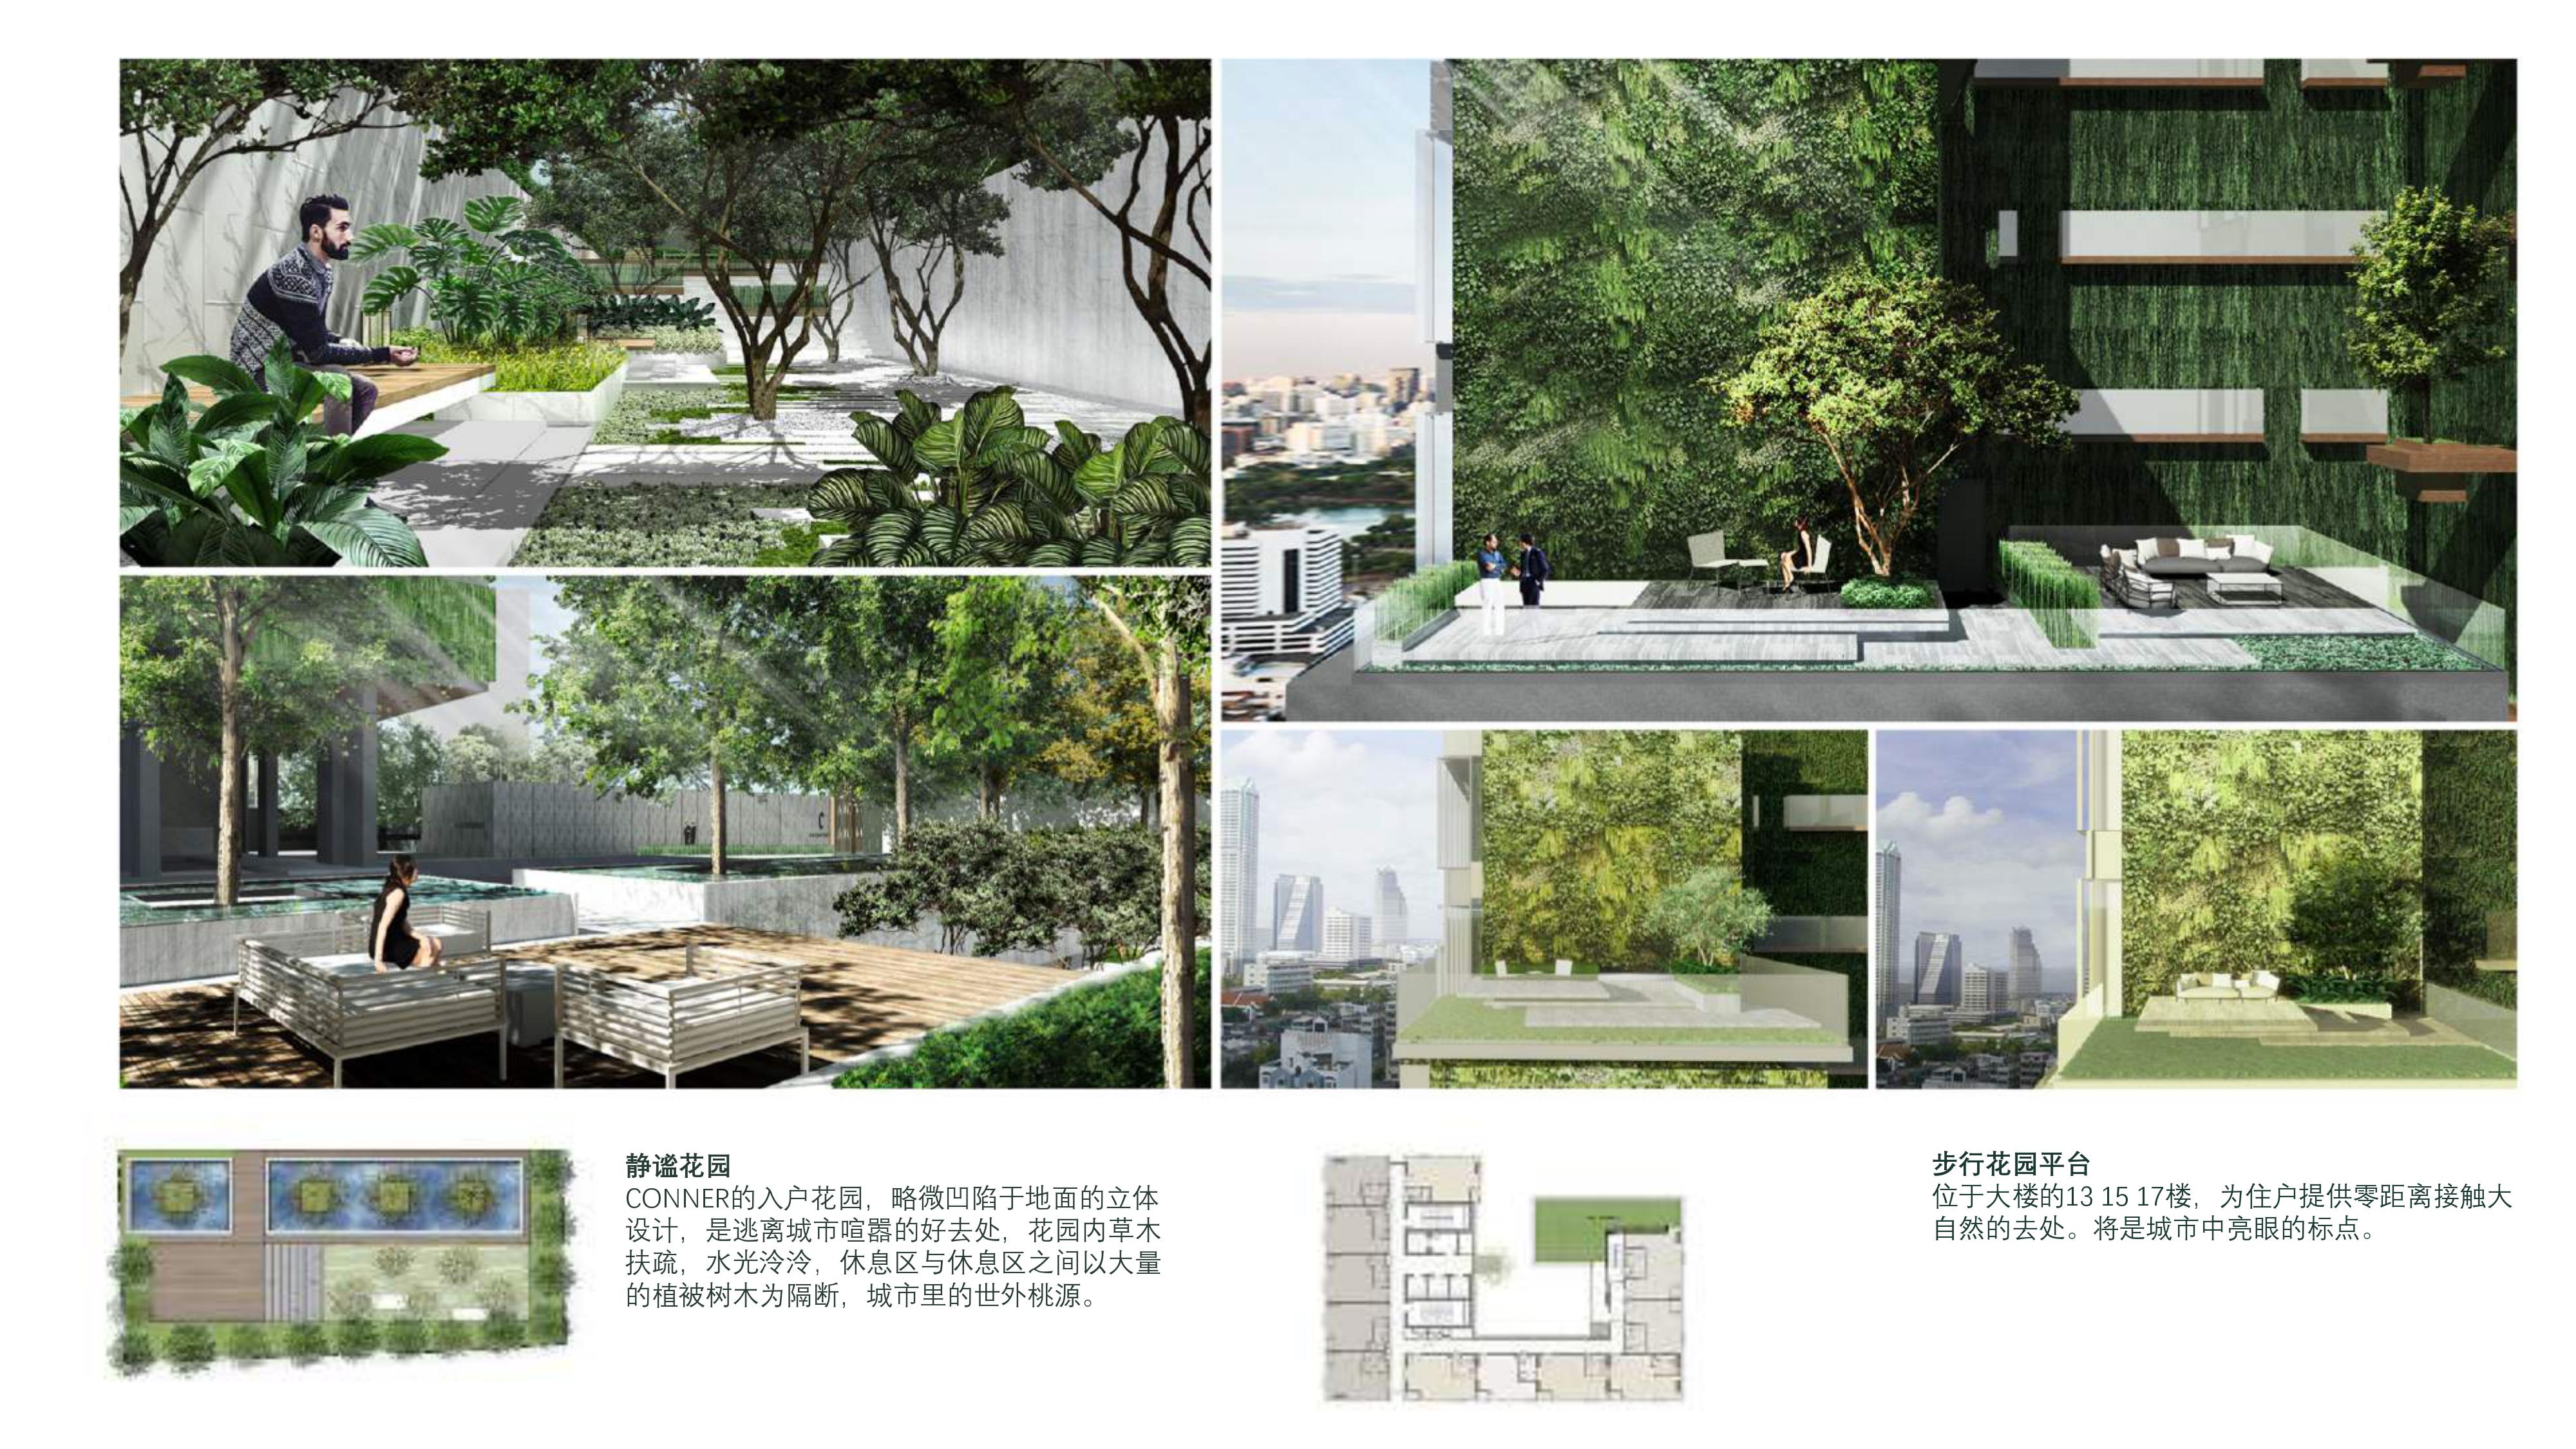 静谧花园
CONNER的入户花园，略微凹陷于地面的立体
设计，是逃离城市喧嚣的好去处，花园内草木
扶疏，水光泠泠，休息区与休息区之间以大量
的植被树木为隔断，城市里的世外桃源。
步行花园平台
位于大楼的13 15 17楼，为住户提供零距离接触大
自然的去处。将是城市中亮眼的标点。